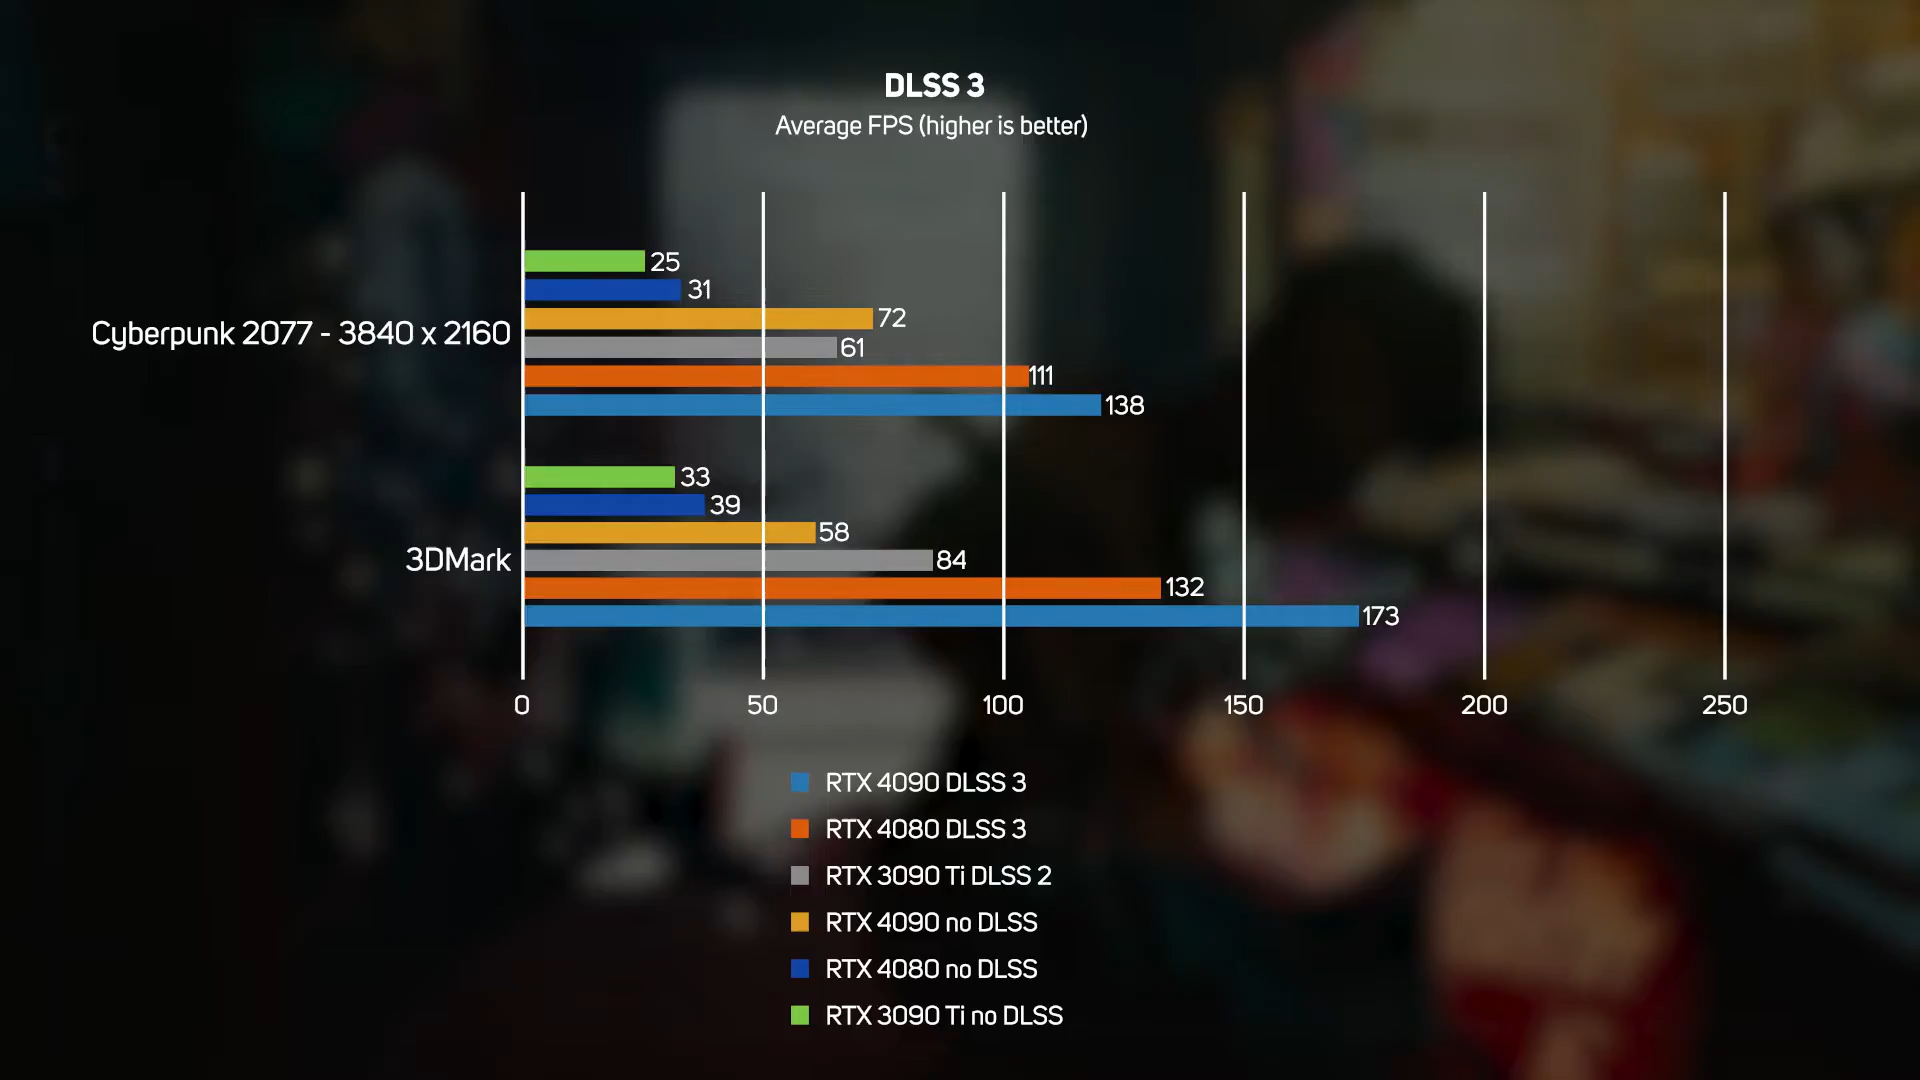 DLSS 3
Average FPS (higher is better)
25
31
72
Cyberpunk 2077 - 3840 x 2160
61
111
138
33
39
58
3DMark
84
132
173
0 50 100 150 200 250
RTX 4090 DLSS 3
RTX 4080 DLSS 3
RTX 3090 Ti DLSS 2
RTX 4090 no DLSS
RTX 4080 no DLSS
RTX 3090 Ti no DLSS